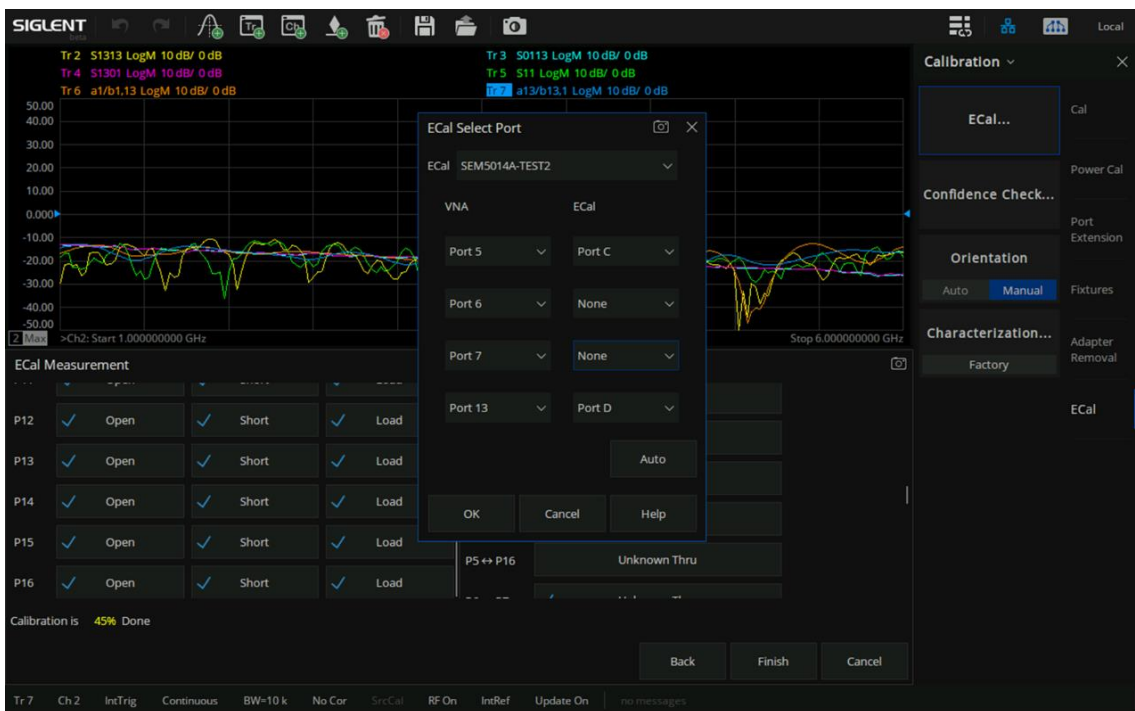 SIGLENT
beta
Tr
Ch
Local
Tr 2 S1313 LogM 10 dB/ 0 dB
Tr 3 S0113 LogM 10 dB/ 0 dB
Tr 4 S1301 LogM 10 dB/ 0 dB
Tr 5 S11 LogM 10 dB/ 0 dB
Tr 6 a1/b1,13 LogM 10 dB/ 0 dB
Tr 7 a13/b13,1 LogM 10 dB/ 0 dB
50.00
40.00
30.00
20.00
10.00
0.000
-10.00
-20.00
-30.00
-40.00
-50.00
2 Max >Ch2: Start 1.000000000 GHz
Stop 6.000000000 GHz
ECal Select Port
ECal SEM5014A-TEST2
VNA ECal
Port 5 Port C
Port 6 None
Port 7 None
Port 13 Port D
Auto
OK Cancel Help
ECal Measurement
P12 Open Short Load
P13 Open Short Load
P14 Open Short Load
P15 Open Short Load
P16 Open Short Load
P5 ↔ P16 Unknown Thru
Calibration is 45% Done
Back Finish Cancel
Calibration
ECal...
Confidence Check...
Orientation
Auto Manual
Characterization...
Factory
Cal
Power Cal
Port
Extension
Fixtures
Adapter
Removal
ECal
Tr 7 Ch 2 IntTrig Continuous BW=10 k No Cor SrcCal RF On IntRef Update On no messages